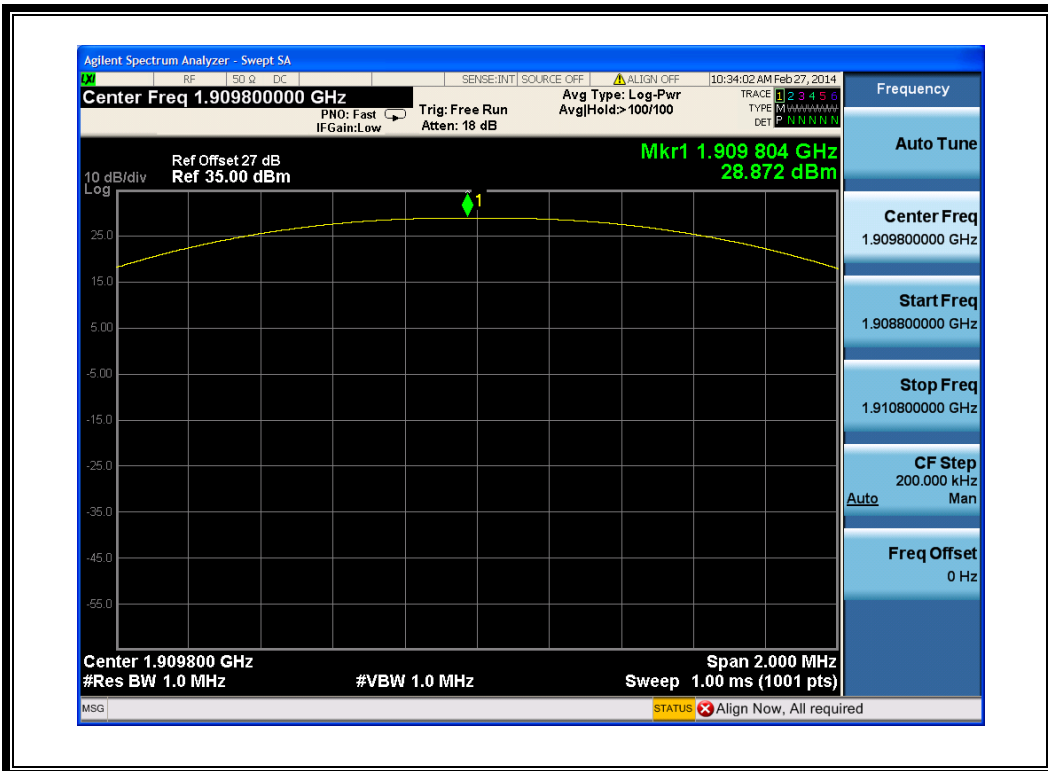 Agilent Spectrum Analyzer - Swept SA
LXI RF 50 Ω DC SENSE:INT SOURCE OFF ALIGN OFF 10:34:02 AM Feb 27, 2014
Center Freq 1.909800000 GHz
PNO: Fast
IFGain:Low
Trig: Free Run
Atten: 18 dB
Avg Type: Log-Pwr
Avg|Hold:>100/100
TRACE 1 2 3 4 5 6
TYPE M WWWWW
DET P N N N N N
Mkr1 1.909 804 GHz
28.872 dBm
Ref Offset 27 dB
10 dB/div Ref 35.00 dBm
Log
1
25.0
15.0
5.00
-5.00
-15.0
-25.0
-35.0
-45.0
-55.0
Center 1.909800 GHz Span 2.000 MHz
#Res BW 1.0 MHz #VBW 1.0 MHz Sweep 1.00 ms (1001 pts)
MSG STATUS Align Now, All required
Frequency
Auto Tune
Center Freq
1.909800000 GHz
Start Freq
1.908800000 GHz
Stop Freq
1.910800000 GHz
CF Step
200.000 kHz
Auto Man
Freq Offset
0 Hz